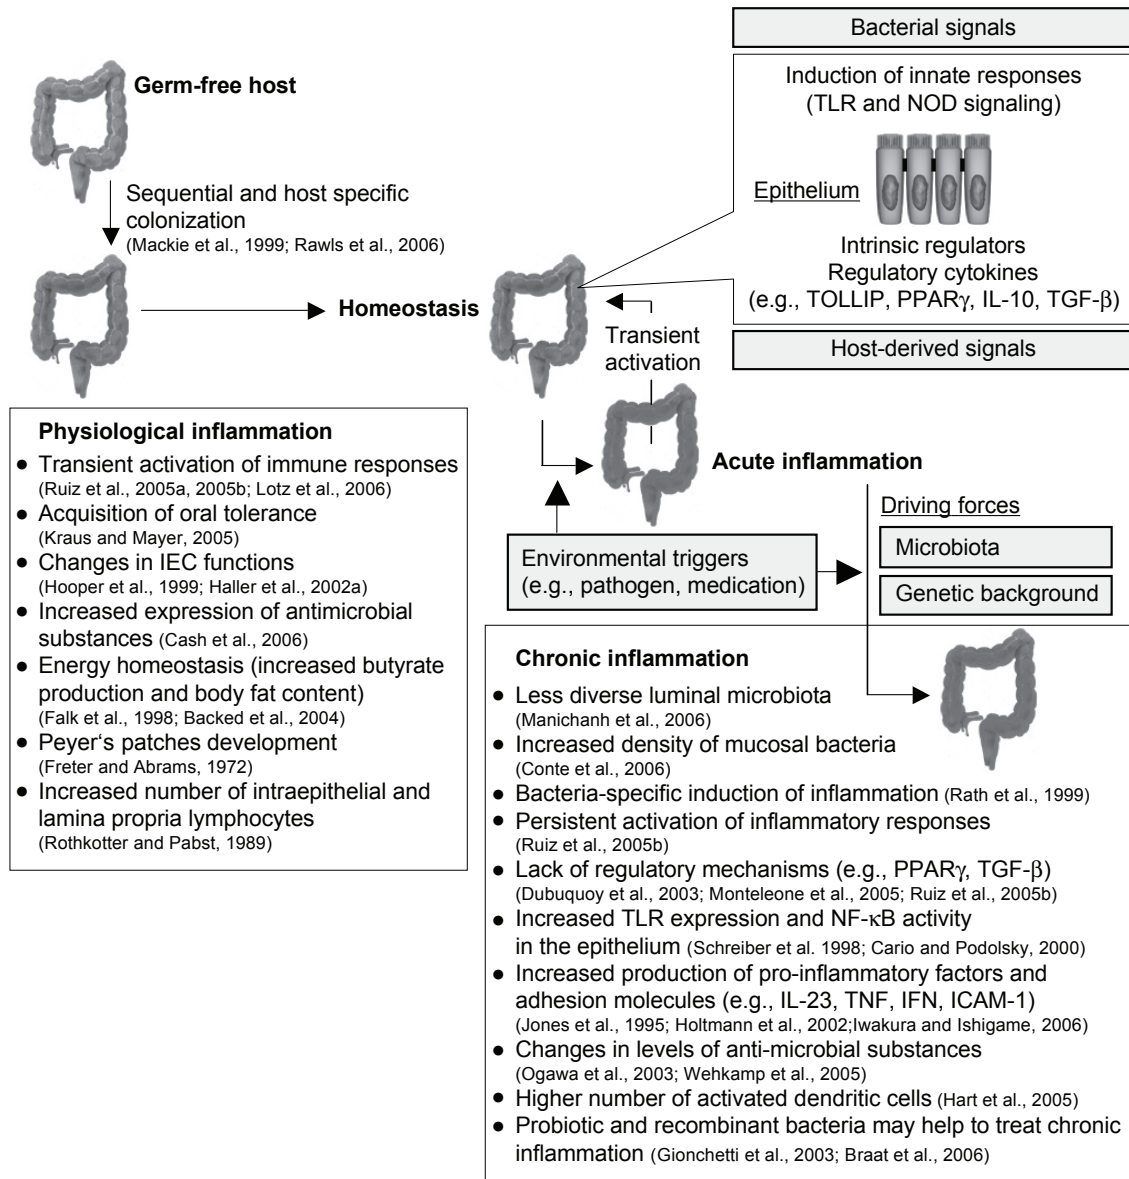 Germ-free host
Sequential and host specific
colonization
(Mackie et al., 1999; Rawls et al., 2006)
Homeostasis
Bacterial signals
Induction of innate responses
(TLR and NOD signaling)
Epithelium
Intrinsic regulators
Regulatory cytokines
(e.g., TOLLIP, PPARγ, IL-10, TGF-β)
Host-derived signals
Transient
activation
Acute inflammation
Driving forces
Microbiota
Genetic background
Environmental triggers
(e.g., pathogen, medication)
Physiological inflammation
● Transient activation of immune responses
(Ruiz et al., 2005a, 2005b; Lotz et al., 2006)
● Acquisition of oral tolerance
(Kraus and Mayer, 2005)
● Changes in IEC functions
(Hooper et al., 1999; Haller et al., 2002a)
● Increased expression of antimicrobial
substances (Cash et al., 2006)
● Energy homeostasis (increased butyrate
production and body fat content)
(Falk et al., 1998; Backed et al., 2004)
● Peyer‘s patches development
(Freter and Abrams, 1972)
● Increased number of intraepithelial and
lamina propria lymphocytes
(Rothkotter and Pabst, 1989)
Chronic inflammation
● Less diverse luminal microbiota
(Manichanh et al., 2006)
● Increased density of mucosal bacteria
(Conte et al., 2006)
● Bacteria-specific induction of inflammation (Rath et al., 1999)
● Persistent activation of inflammatory responses
(Ruiz et al., 2005b)
● Lack of regulatory mechanisms (e.g., PPARγ, TGF-β)
(Dubuquoy et al., 2003; Monteleone et al., 2005; Ruiz et al., 2005b)
● Increased TLR expression and NF-κB activity
in the epithelium (Schreiber et al. 1998; Cario and Podolsky, 2000)
● Increased production of pro-inflammatory factors and
adhesion molecules (e.g., IL-23, TNF, IFN, ICAM-1)
(Jones et al., 1995; Holtmann et al., 2002;Iwakura and Ishigame, 2006)
● Changes in levels of anti-microbial substances
(Ogawa et al., 2003; Wehkamp et al., 2005)
● Higher number of activated dendritic cells (Hart et al., 2005)
● Probiotic and recombinant bacteria may help to treat chronic
inflammation (Gionchetti et al., 2003; Braat et al., 2006)